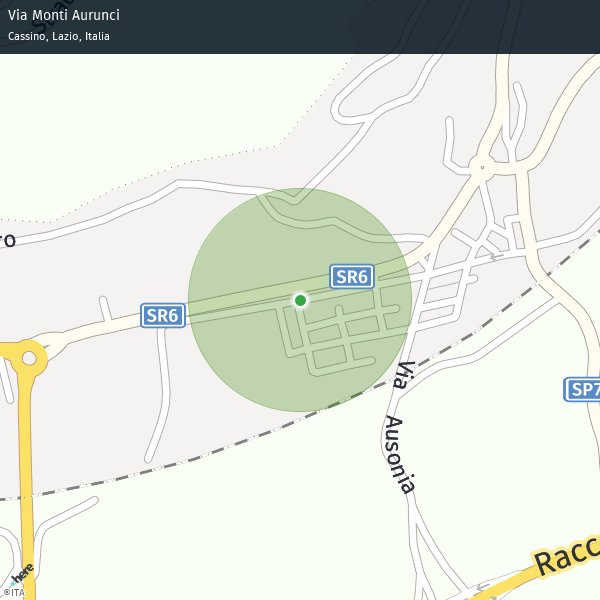 Via Monti Aurunci
Cassino, Lazio, Italia
ro
SR6
SR6
Via Ausonia
SP7
Racc
here
©ITA